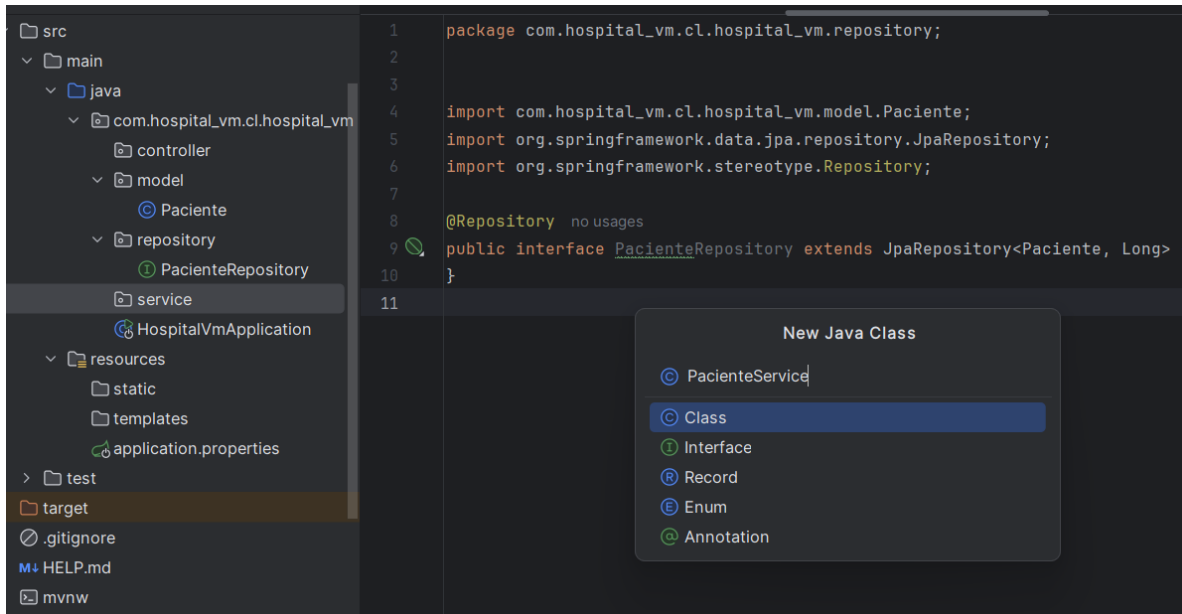 src
main
java
com.hospital_vm.cl.hospital_vm
controller
model
Paciente
repository
PacienteRepository
service
HospitalVmApplication
resources
static
templates
application.properties
test
target
.gitignore
M↓ HELP.md
mvnw
1 package com.hospital_vm.cl.hospital_vm.repository;
2
3
4 import com.hospital_vm.cl.hospital_vm.model.Paciente;
5 import org.springframework.data.jpa.repository.JpaRepository;
6 import org.springframework.stereotype.Repository;
7
8 @Repository no usages
9 public interface PacienteRepository extends JpaRepository<Paciente, Long>
10 }
11
New Java Class
C PacienteService
C Class
I Interface
R Record
E Enum
@ Annotation